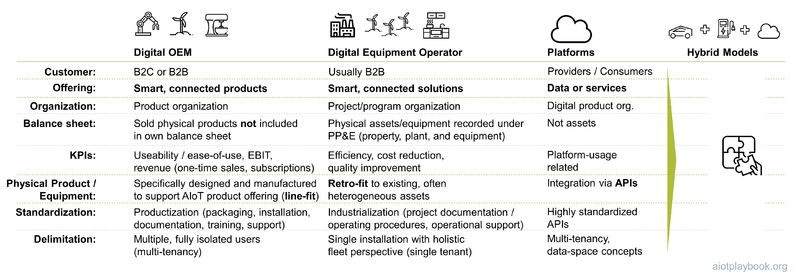 Digital OEM Digital Equipment Operator Platforms Hybrid Models
Customer: B2C or B2B Usually B2B Providers / Consumers
Offering: Smart, connected products Smart, connected solutions Data or services
Organization: Product organization Project/program organization Digital product org.
Balance sheet: Sold physical products not included Physical assets/equipment recorded under Not assets
in own balance sheet PP&E (property, plant, and equipment)
KPIs: Useability / ease-of-use, EBIT, Efficiency, cost reduction, Platform-usage
revenue (one-time sales, subscriptions) quality improvement related
Physical Product / Specifically designed and manufactured Retro-fit to existing, often Integration via APIs
Equipment: to support AIoT product offering (line-fit) heterogeneous assets
Standardization: Productization (packaging, installation, Industrialization (project documentation / Highly standardized
documentation, training, support) operating procedures, operational support) APIs
Delimitation: Multiple, fully isolated users Single installation with holistic Multi-tenancy,
(multi-tenancy) fleet perspective (single tenant) data-space concepts
aiotplaybook.org